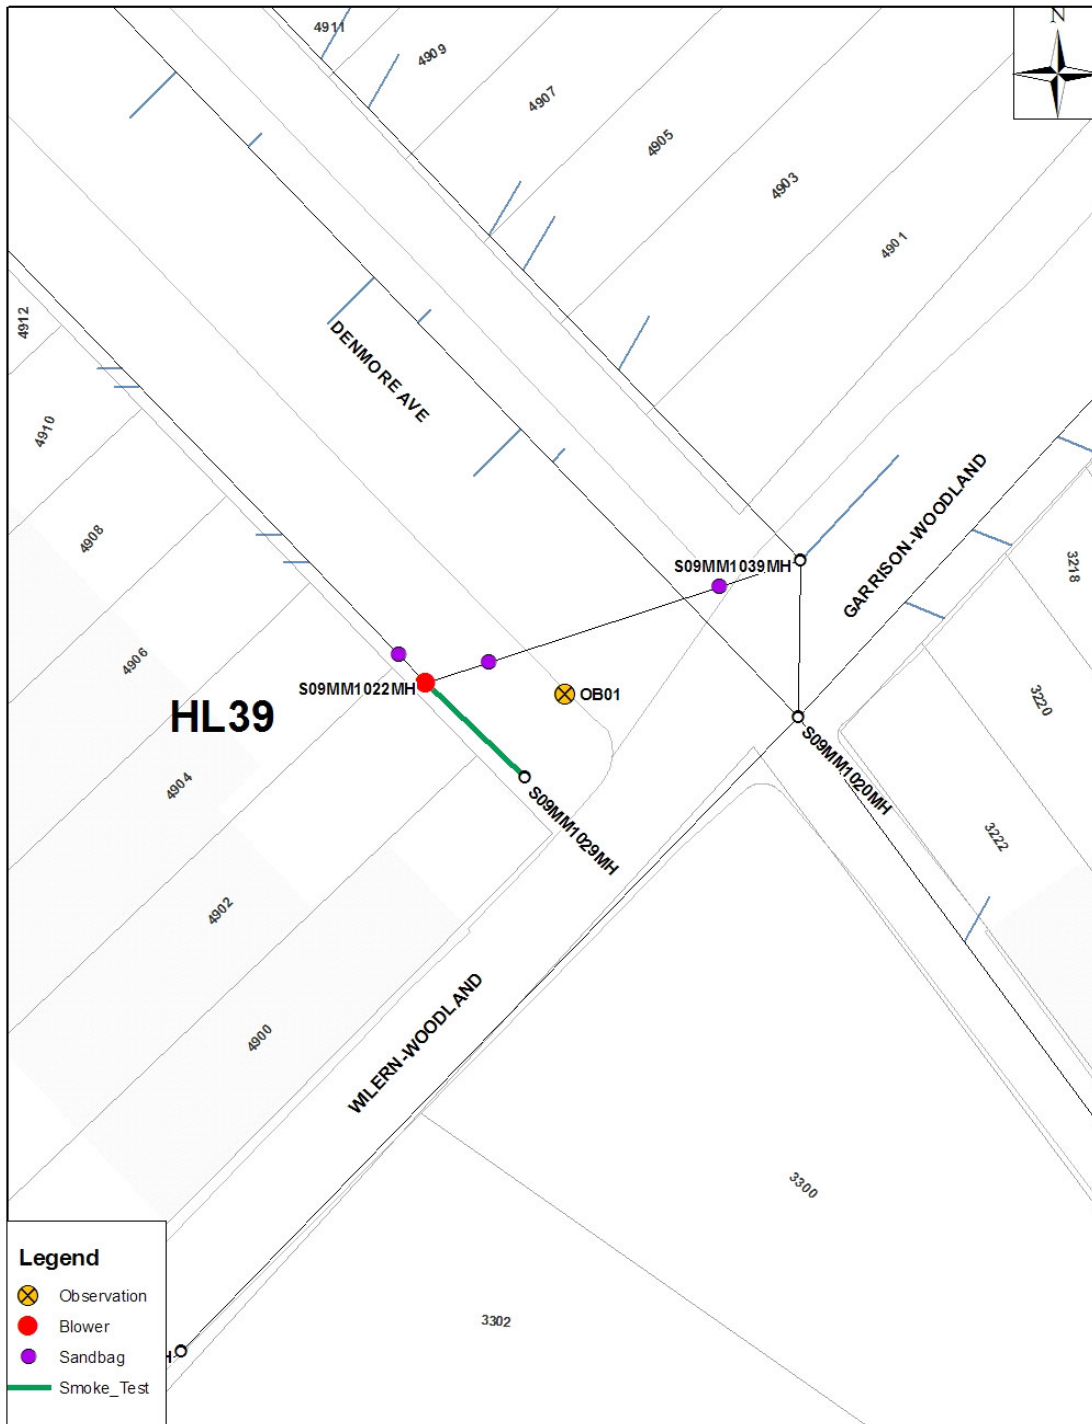 N
4911
4909
4907
4905
4903
4901
4912
DENMORE AVE
4910
GARRISON-WOODLAND
4908
S09MM1039MH
3218
4906
S09MM1022MH
OB01
HL39
3220
4904
S09MM1020MH
S09MM1029MH
3222
4902
WILERN-WOODLAND
4900
3300
3302
Legend
Observation
Blower
Sandbag
Smoke_Test
H